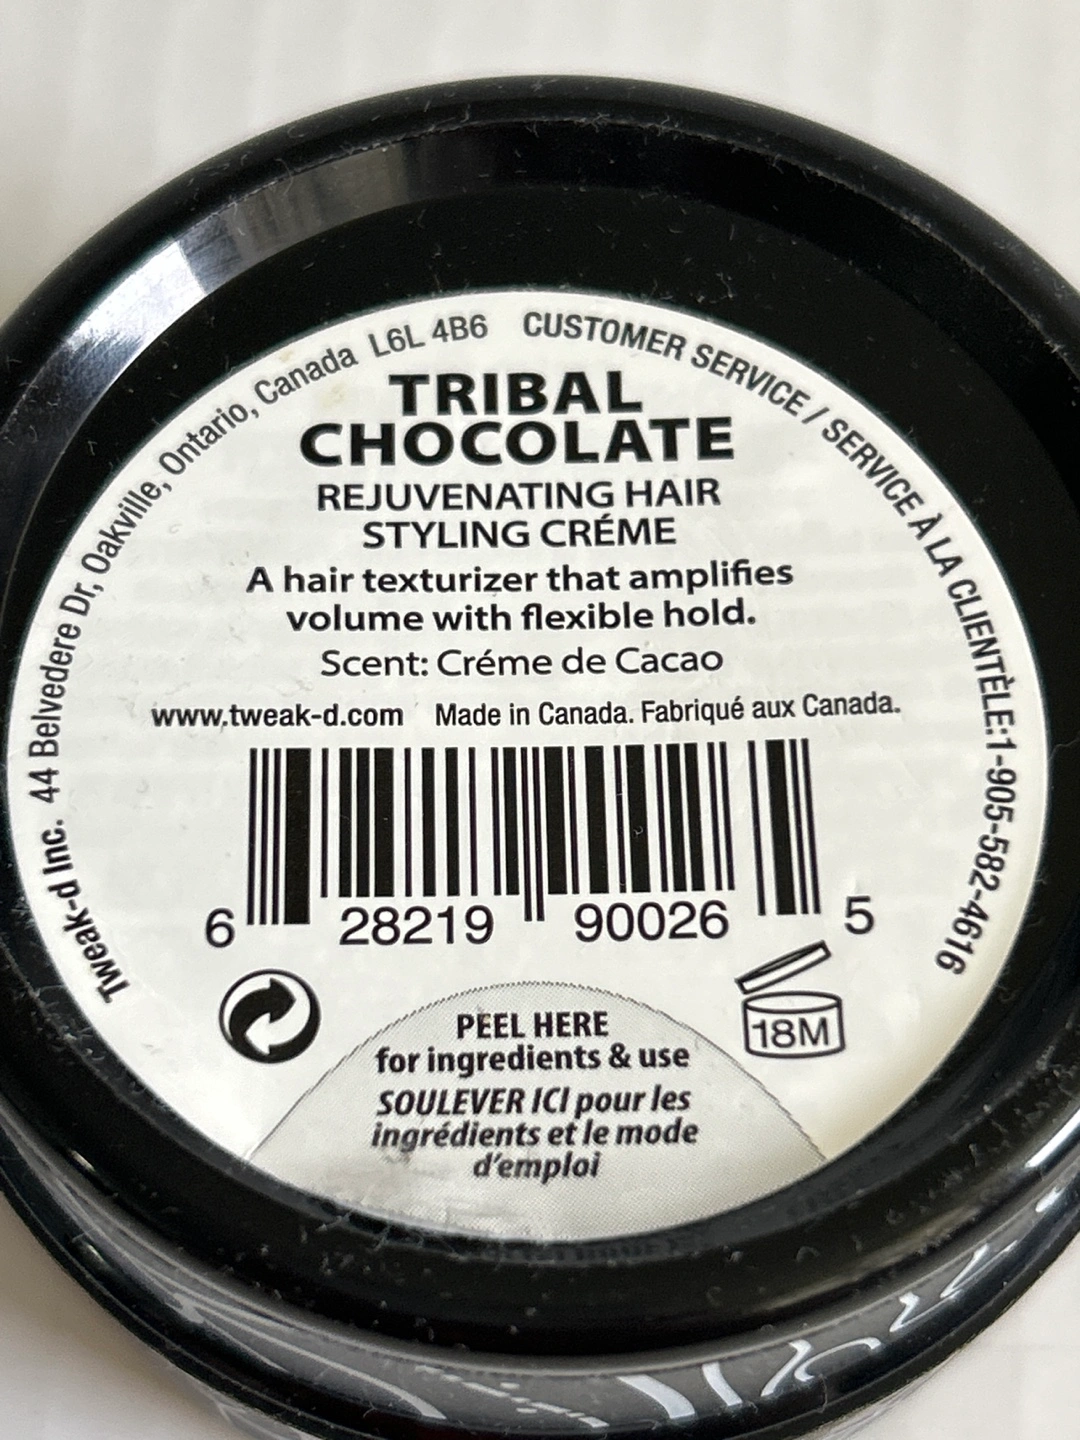 Tweak-d Inc. 44 Belvedere Dr, Oakville, Ontario, Canada L6L 4B6
CUSTOMER SERVICE / SERVICE À LA CLIENTÈLE:1-905-582-4616
TRIBAL
CHOCOLATE
REJUVENATING HAIR
STYLING CRÉME
A hair texturizer that amplifies
volume with flexible hold.
Scent: Créme de Cacao
www.tweak-d.com Made in Canada. Fabriqué aux Canada.
6 28219 90026 5
18M
PEEL HERE
for ingredients & use
SOULEVER ICI pour les
ingrédients et le mode
d'emploi